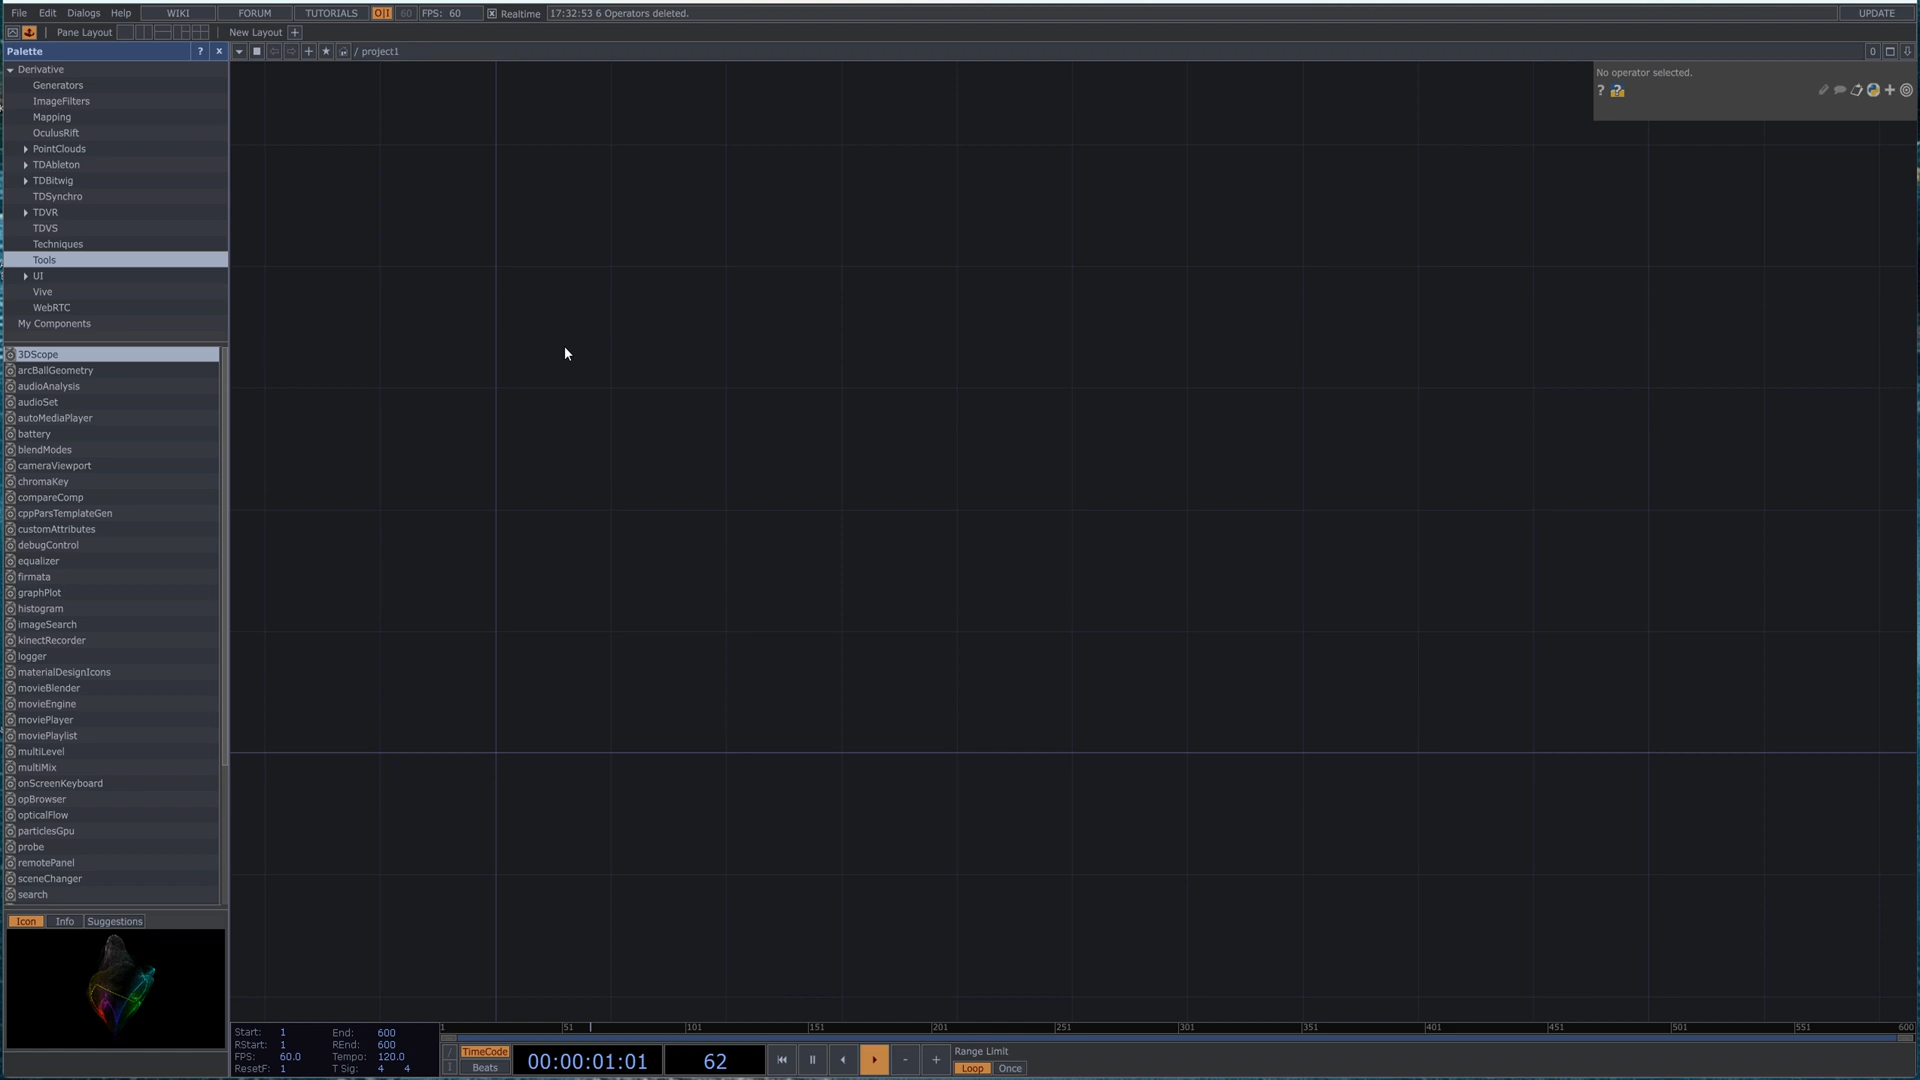 File Edit Dialogs Help WIKI FORUM TUTORIALS O|I 60 FPS: 60 Realtime 17:32:53 6 Operators deleted. UPDATE
Pane Layout New Layout +
Palette ? x / project1 0
Derivative
Generators
ImageFilters
Mapping
OculusRift
PointClouds
TDAbleton
TDBitwig
TDSynchro
TDVR
TDVS
Techniques
Tools
UI
Vive
WebRTC
My Components
No operator selected.
? ?
3DScope
arcBallGeometry
audioAnalysis
audioSet
autoMediaPlayer
battery
blendModes
cameraViewport
chromaKey
compareComp
cppParsTemplateGen
customAttributes
debugControl
equalizer
firmata
graphPlot
histogram
imageSearch
kinectRecorder
logger
materialDesignIcons
movieBlender
movieEngine
moviePlayer
moviePlaylist
multiLevel
multiMix
onScreenKeyboard
opBrowser
opticalFlow
particlesGpu
probe
remotePanel
sceneChanger
search
Icon Info Suggestions
Start: 1 End: 600
RStart: 1 REnd: 600
FPS: 60.0 Tempo: 120.0
ResetF: 1 T Sig: 4 4
1 51 101 151 201 251 301 351 401 451 501 551 600
TimeCode
Beats
00:00:01:01 62
- +
Range Limit
Loop Once